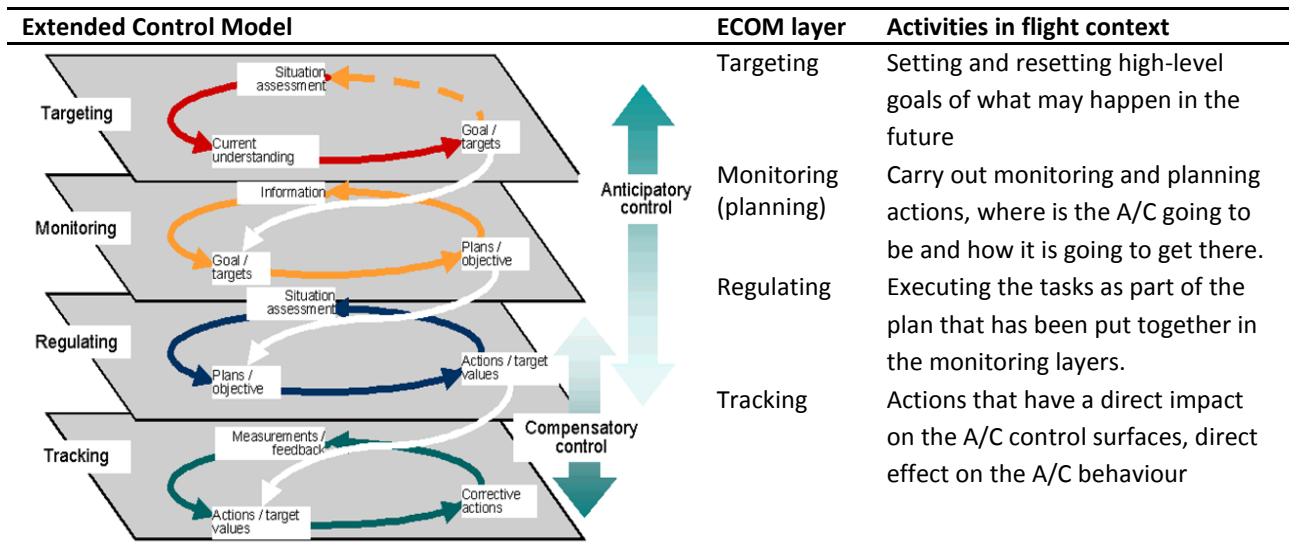 Extended Control Model
ECOM layer
Activities in flight context
Targeting
Situation
assessment
Current
understanding
Goal /
targets
Monitoring
Information
Goal /
targets
Plans /
objective
Regulating
Situation
assessment
Plans /
objective
Actions / target
values
Tracking
Measurements /
feedback
Actions / target
values
Corrective
actions
Anticipatory
control
Compensatory
control
Targeting
Setting and resetting high-level
goals of what may happen in the
future
Monitoring
(planning)
Carry out monitoring and planning
actions, where is the A/C going to
be and how it is going to get there.
Regulating
Executing the tasks as part of the
plan that has been put together in
the monitoring layers.
Tracking
Actions that have a direct impact
on the A/C control surfaces, direct
effect on the A/C behaviour